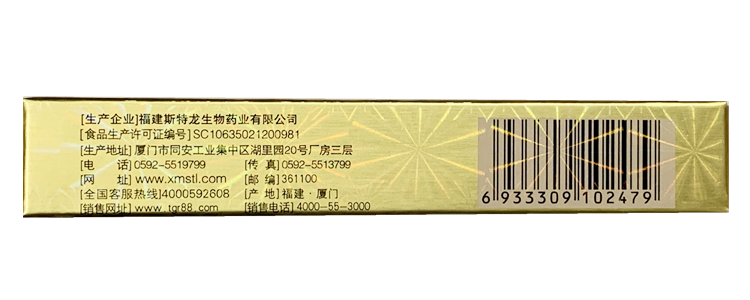 [生产企业]福建斯特龙生物药业有限公司
[食品生产许可证编号] SC10635021200981
[生产地址] 厦门市同安工业集中区湖里园20号厂房三层
[电 话]0592-5519799 [传 真]0592-5513799
[网 址] www.xmstl.com [邮 编]361100
[全国客服热线]4000592608 [产 地]福建·厦门
[销售网址] www.tgr88.com [销售电话] 4000-55-3000
6 933309 102479